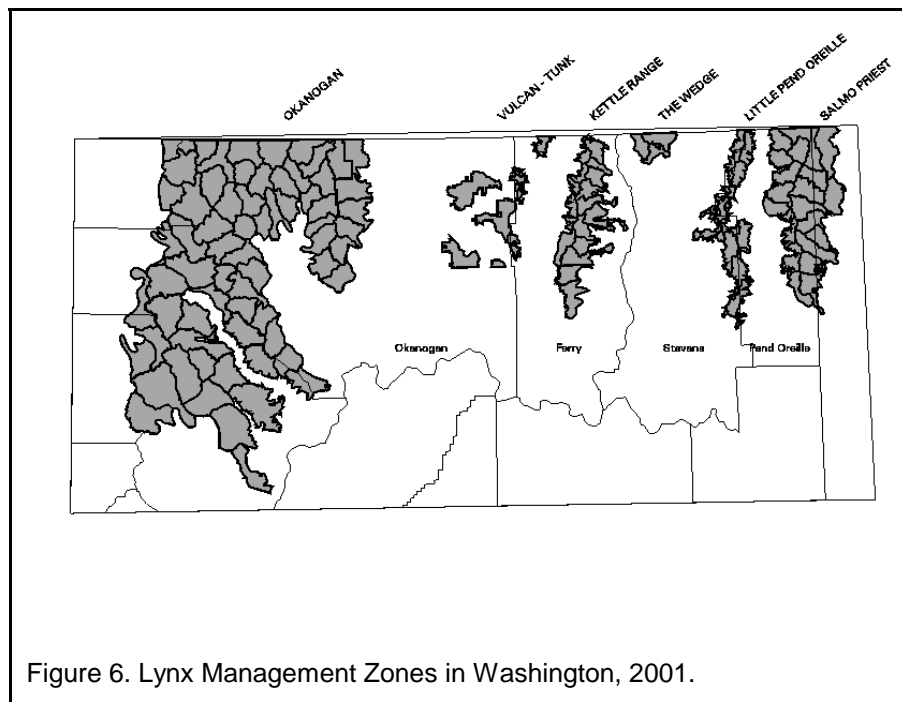 OKANOGAN
VULCAN - TUNK
KETTLE RANGE
THE WEDGE
LITTLE PEND OREILLE
SALMO PRIEST
Okanogan
Ferry
Stevens
Pend Oreille
Figure 6. Lynx Management Zones in Washington, 2001.